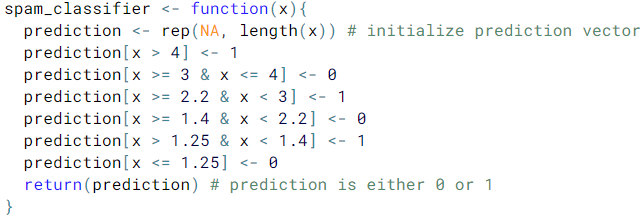 spam_classifier <- function(x){
  prediction <- rep(NA, length(x)) # initialize prediction vector
  prediction[x > 4] <- 1
  prediction[x >= 3 & x <= 4] <- 0
  prediction[x >= 2.2 & x < 3] <- 1
  prediction[x >= 1.4 & x < 2.2] <- 0
  prediction[x > 1.25 & x < 1.4] <- 1
  prediction[x <= 1.25] <- 0
  return(prediction) # prediction is either 0 or 1
}